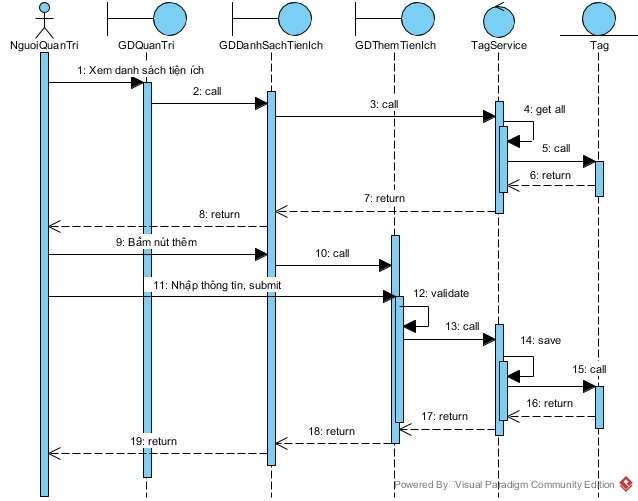 NguoiQuanTri
GDQuanTri
GDDanhSachTienIch
GDThemTienIch
TagService
Tag
1: Xem danh sách tiện ích
2: call
3: call
4: get all
5: call
6: return
7: return
8: return
9: Bấm nút thêm
10: call
11: Nhập thông tin, submit
12: validate
13: call
14: save
15: call
16: return
17: return
18: return
19: return
Powered By Visual Paradigm Community Edition